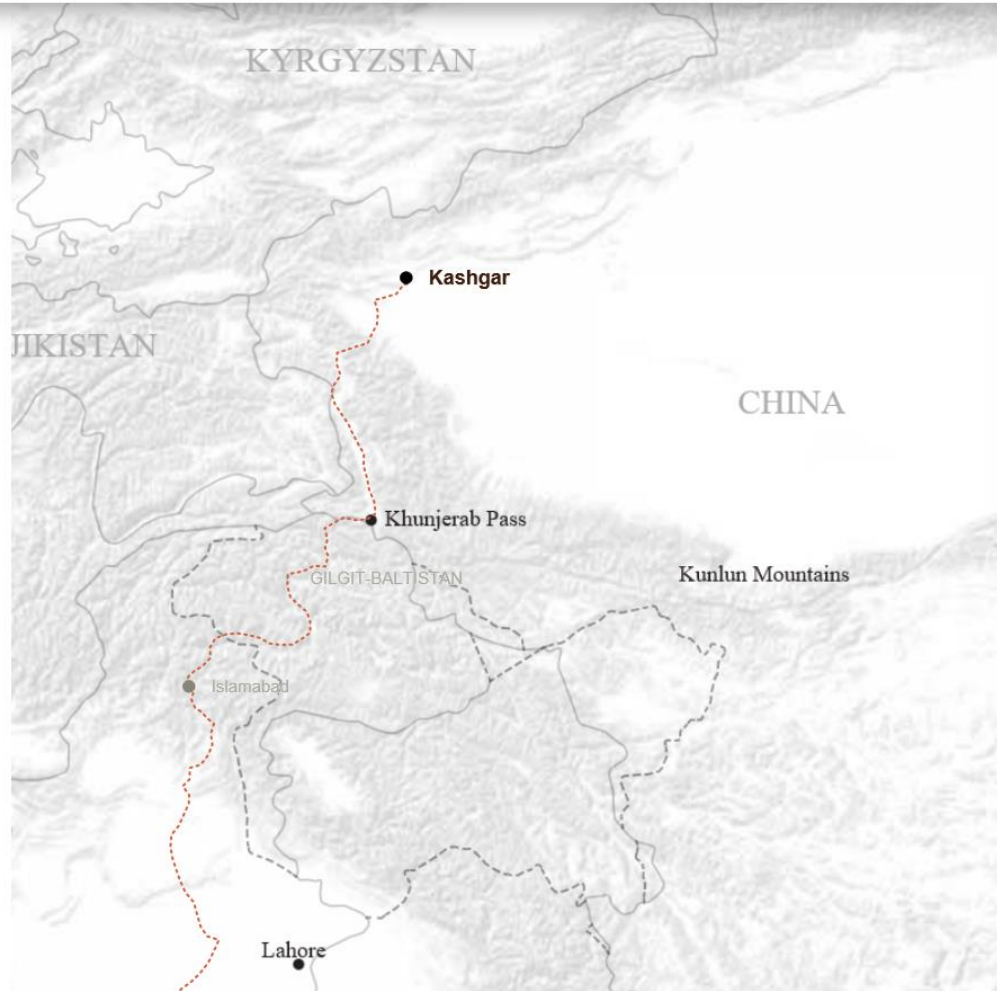 KYRGYZSTAN
Kashgar
JIKISTAN
CHINA
Khunjerab Pass
GILGIT-BALTISTAN
Kunlun Mountains
Islamabad
Lahore